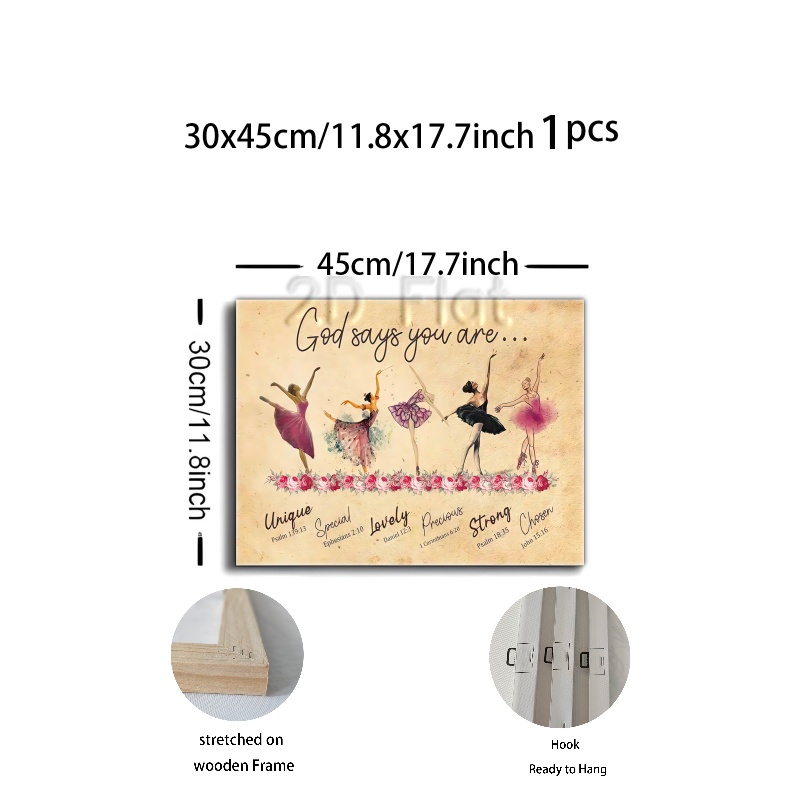 30x45cm/11.8x17.7inch 1pcs
45cm/17.7inch
2D Flat
God says you are...
30cm/11.8inch
Unique Special Lovely Precious Strong Chosen
Psalm 139:13 Ephesians 2:10 Daniel 12:3 1 Corinthians 6:20 Psalm 18:35 John 15:16
stretched on
wooden Frame
Hook
Ready to Hang